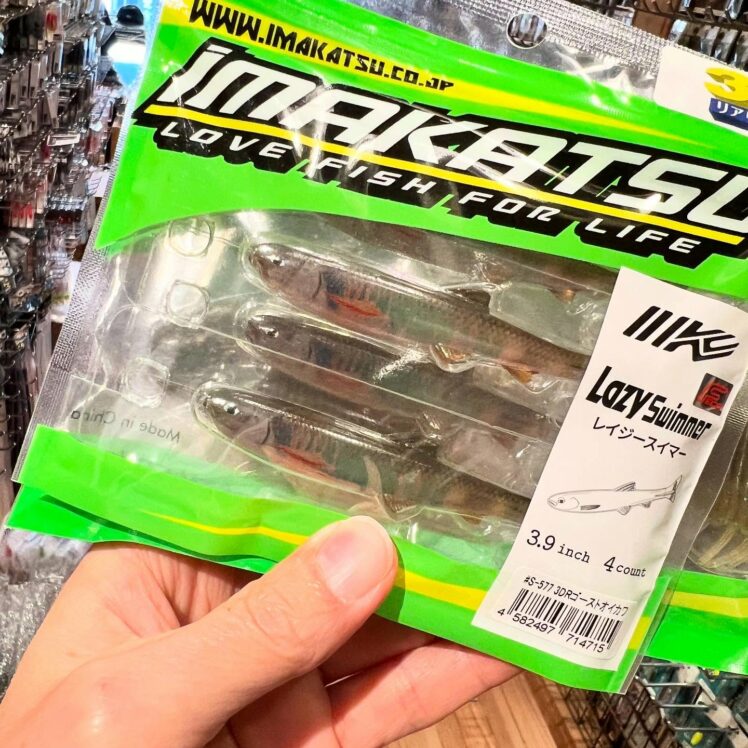 WWW.IMAKATSU.CO.JP
IMAKATSU
LOVE FISH FOR LIFE
3
リア
IK
Lazy Swimmer
レイジースイマー
3.9 inch 4 count
#S-577 3DRゴーストオイカワ
4 582497 714715
Made in China